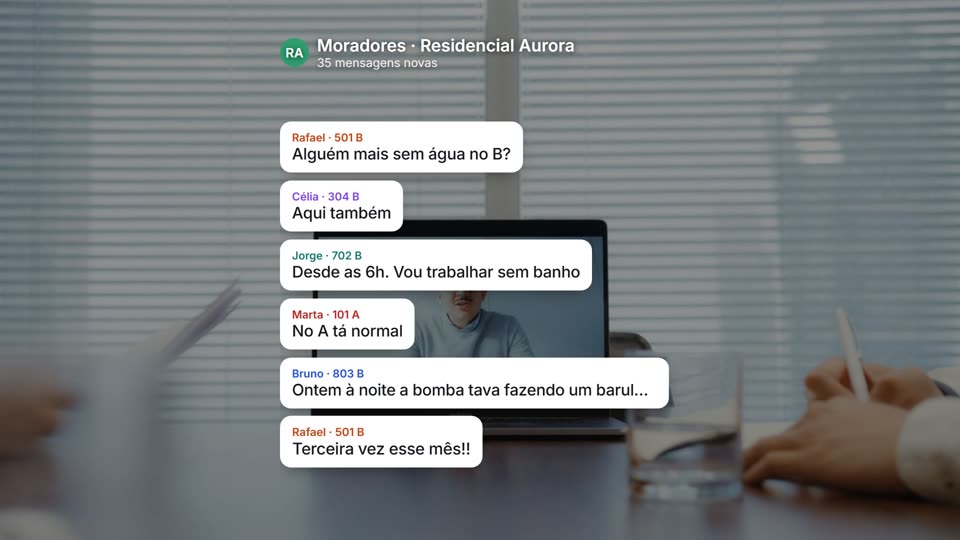 RA
Moradores · Residencial Aurora
35 mensagens novas
Rafael · 501 B
Alguém mais sem água no B?
Célia · 304 B
Aqui também
Jorge · 702 B
Desde as 6h. Vou trabalhar sem banho
Marta · 101 A
No A tá normal
Bruno · 803 B
Ontem à noite a bomba tava fazendo um barul...
Rafael · 501 B
Terceira vez esse mês!!